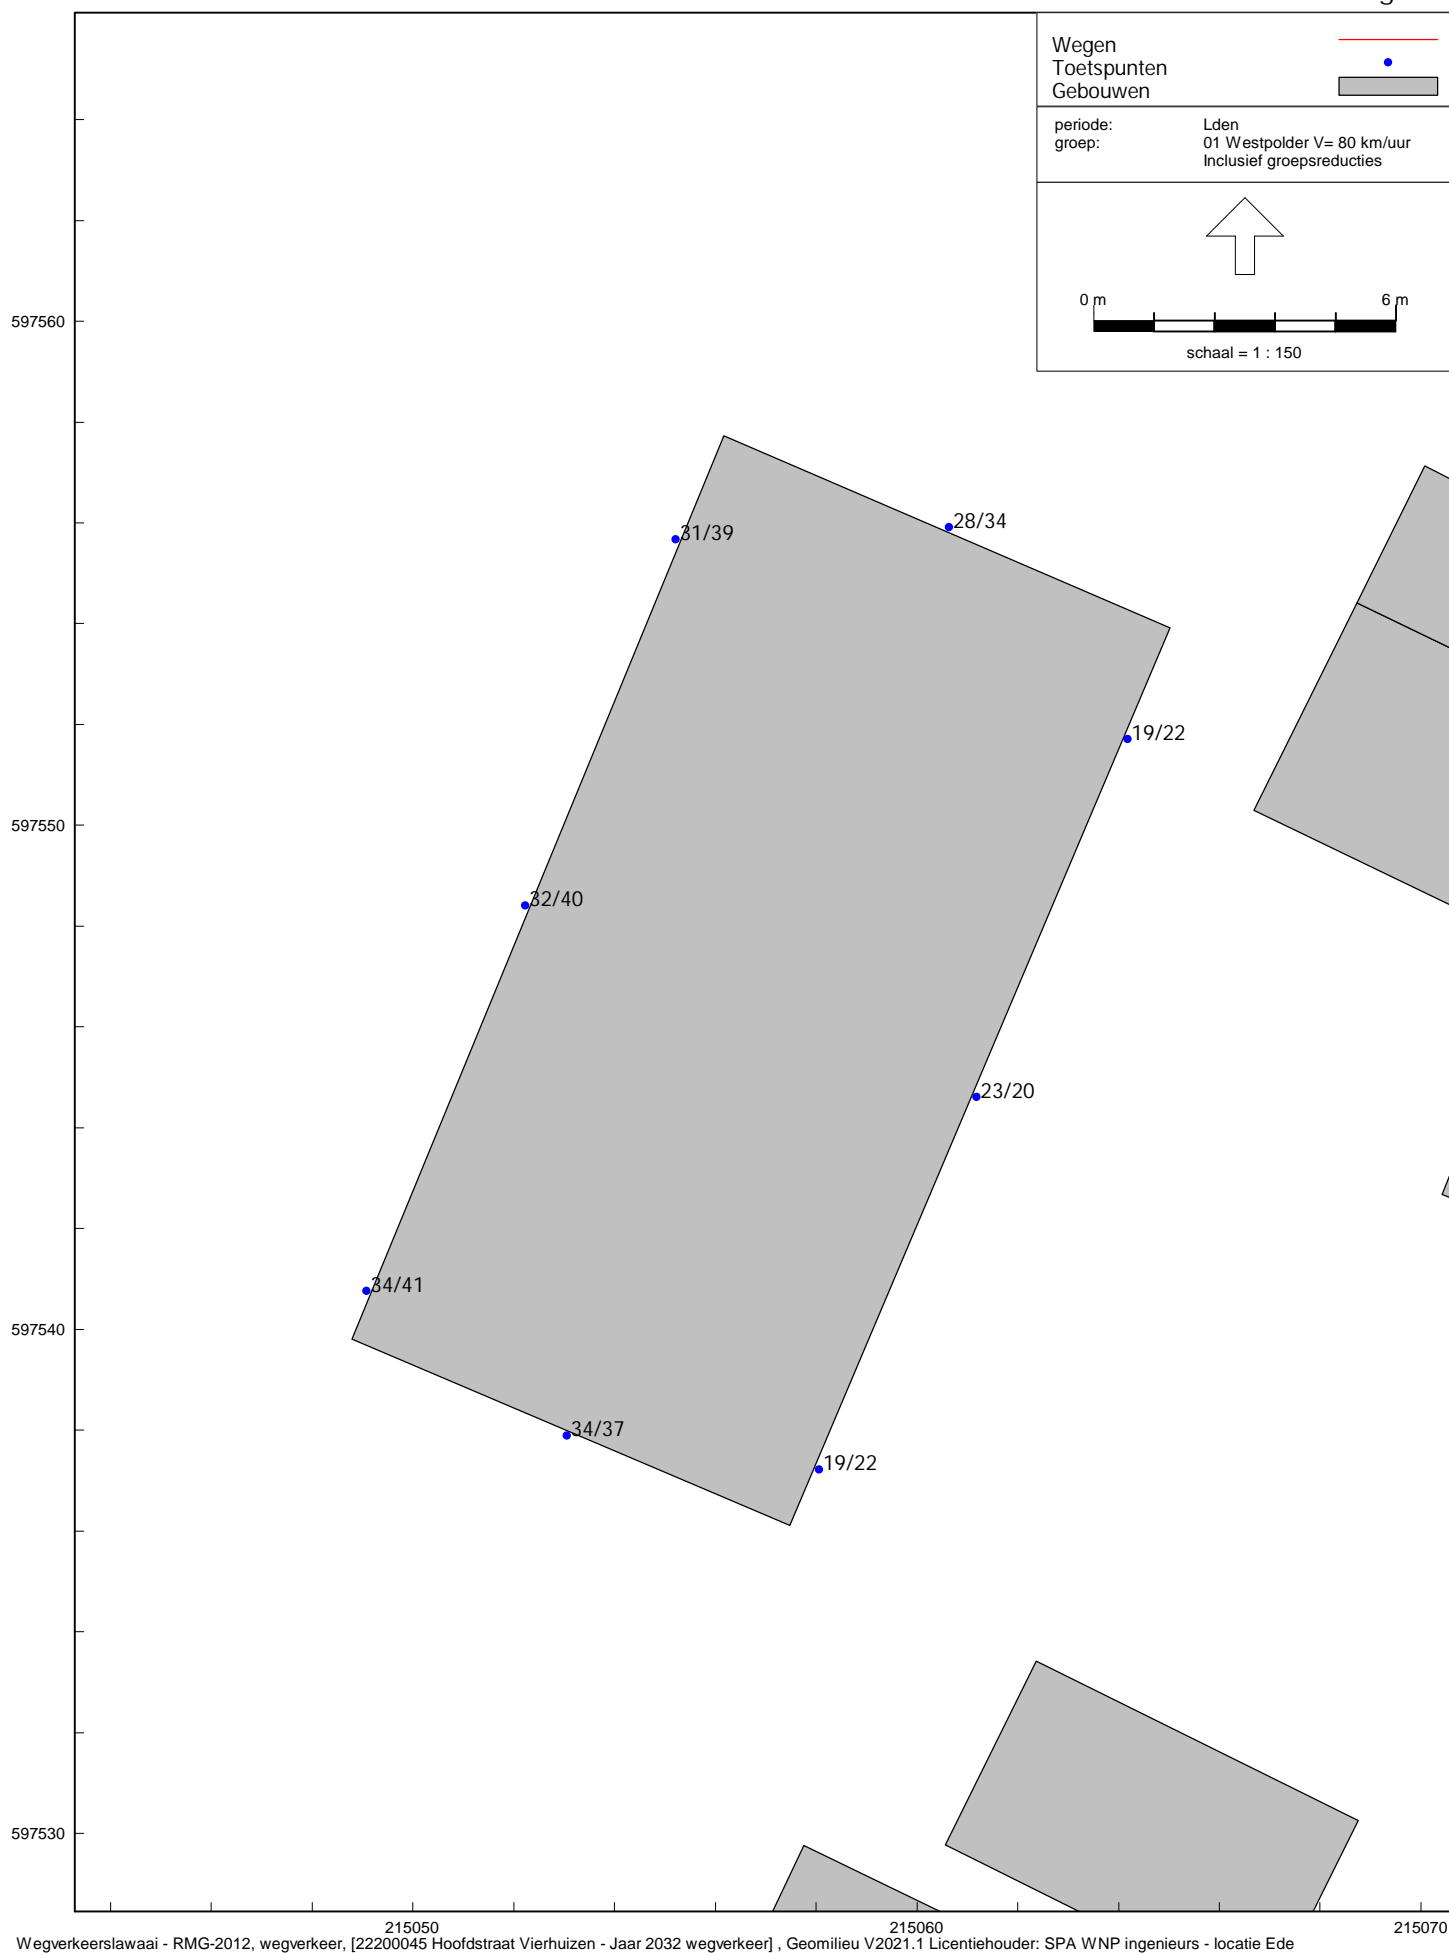 Wegen
Toetspunten
Gebouwen
periode: Lden
groep: 01 Westpolder V= 80 km/uur
Inclusief groepsreducties
0 m 6 m
schaal = 1 : 150
597560
28/34
31/39
19/22
597550
32/40
23/20
34/41
597540
34/37
19/22
597530
215050 215060 215070
Wegverkeerslawaai - RMG-2012, wegverkeer, [22200045 Hoofdstraat Vierhuizen - Jaar 2032 wegverkeer] , Geomilieu V2021.1 Licentiehouder: SPA WNP ingenieurs - locatie Ede